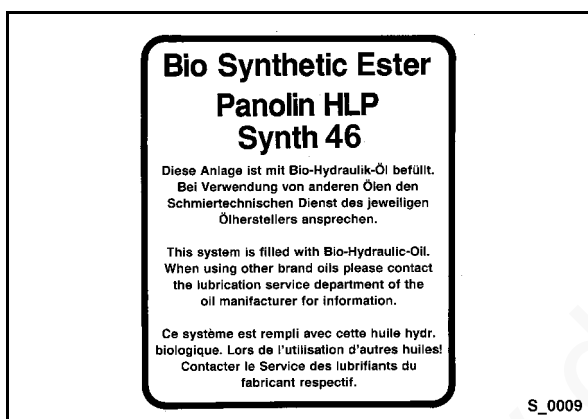 Bio Synthetic Ester
Panolin HLP
Synth 46
Diese Anlage ist mit Bio-Hydraulik-Öl befüllt.
Bei Verwendung von anderen Ölen den
Schmiertechnischen Dienst des jeweiligen
Ölherstellers ansprechen.
This system is filled with Bio-Hydraulic-Oil.
When using other brand oils please contact
the lubrication service department of the
oil manifacturer for information.
Ce système est rempli avec cette huile hydr.
biologique. Lors de l'utilisation d'autres huiles!
Contacter le Service des lubrifiants du
fabricant respectif.
S_0009